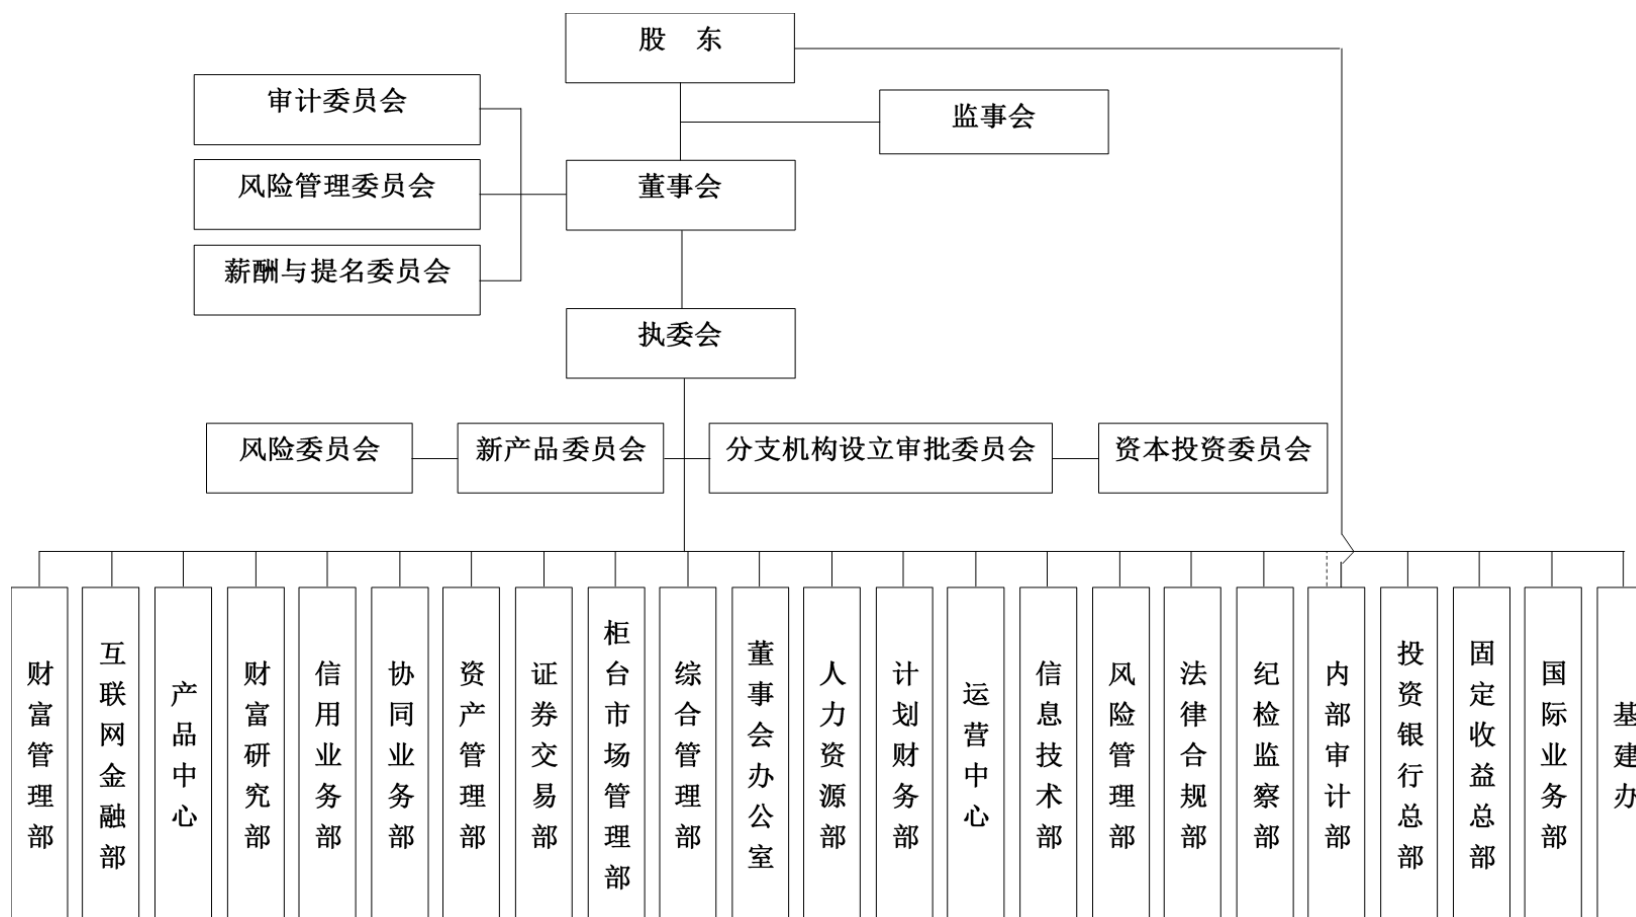 股 东
审计委员会
监事会
风险管理委员会
董事会
薪酬与提名委员会
执委会
风险委员会
新产品委员会
分支机构设立审批委员会
资本投资委员会
财富管理部
互联网金融部
产品中心
财富研究部
信用业务部
协同业务部
资产管理部
证券交易部
柜台市场管理部
综合管理部
董事会办公室
人力资源部
计划财务部
运营中心
信息技术部
风险管理部
法律合规部
纪检监察部
内部审计部
投资银行总部
固定收益总部
国际业务部
基建办